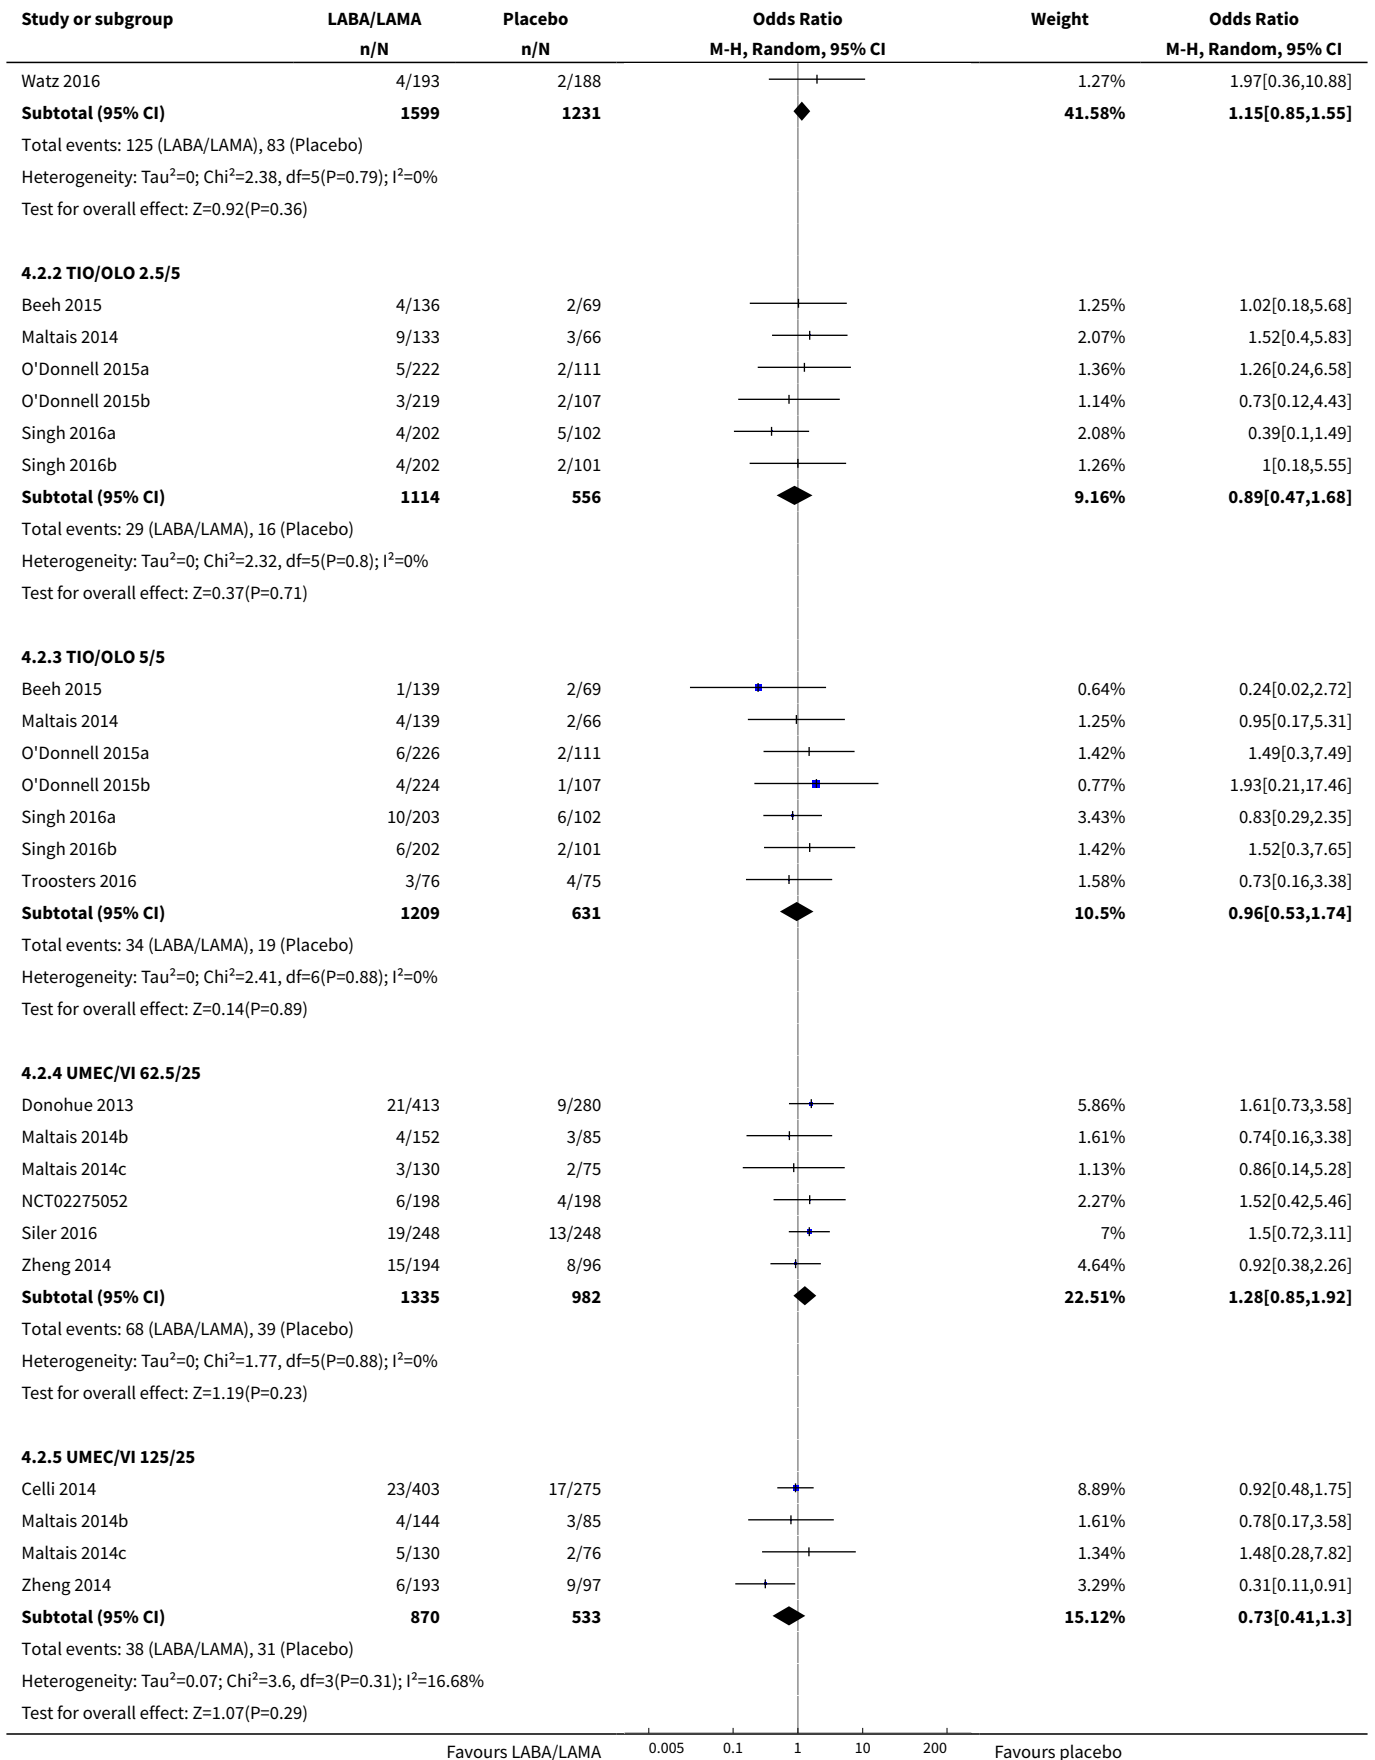 Study or subgroup LABA/LAMA Placebo Odds Ratio Weight Odds Ratio
n/N n/N M-H, Random, 95% CI M-H, Random, 95% CI
Watz 2016 4/193 2/188 1.27% 1.97[0.36,10.88]
Subtotal (95% CI) 1599 1231 41.58% 1.15[0.85,1.55]
Total events: 125 (LABA/LAMA), 83 (Placebo)
Heterogeneity: Tau²=0; Chi²=2.38, df=5(P=0.79); I²=0%
Test for overall effect: Z=0.92(P=0.36)
4.2.2 TIO/OLO 2.5/5
Beeh 2015 4/136 2/69 1.25% 1.02[0.18,5.68]
Maltais 2014 9/133 3/66 2.07% 1.52[0.4,5.83]
O'Donnell 2015a 5/222 2/111 1.36% 1.26[0.24,6.58]
O'Donnell 2015b 3/219 2/107 1.14% 0.73[0.12,4.43]
Singh 2016a 4/202 5/102 2.08% 0.39[0.1,1.49]
Singh 2016b 4/202 2/101 1.26% 1[0.18,5.55]
Subtotal (95% CI) 1114 556 9.16% 0.89[0.47,1.68]
Total events: 29 (LABA/LAMA), 16 (Placebo)
Heterogeneity: Tau²=0; Chi²=2.32, df=5(P=0.8); I²=0%
Test for overall effect: Z=0.37(P=0.71)
4.2.3 TIO/OLO 5/5
Beeh 2015 1/139 2/69 0.64% 0.24[0.02,2.72]
Maltais 2014 4/139 2/66 1.25% 0.95[0.17,5.31]
O'Donnell 2015a 6/226 2/111 1.42% 1.49[0.3,7.49]
O'Donnell 2015b 4/224 1/107 0.77% 1.93[0.21,17.46]
Singh 2016a 10/203 6/102 3.43% 0.83[0.29,2.35]
Singh 2016b 6/202 2/101 1.42% 1.52[0.3,7.65]
Troosters 2016 3/76 4/75 1.58% 0.73[0.16,3.38]
Subtotal (95% CI) 1209 631 10.5% 0.96[0.53,1.74]
Total events: 34 (LABA/LAMA), 19 (Placebo)
Heterogeneity: Tau²=0; Chi²=2.41, df=6(P=0.88); I²=0%
Test for overall effect: Z=0.14(P=0.89)
4.2.4 UMEC/VI 62.5/25
Donohue 2013 21/413 9/280 5.86% 1.61[0.73,3.58]
Maltais 2014b 4/152 3/85 1.61% 0.74[0.16,3.38]
Maltais 2014c 3/130 2/75 1.13% 0.86[0.14,5.28]
NCT02275052 6/198 4/198 2.27% 1.52[0.42,5.46]
Siler 2016 19/248 13/248 7% 1.5[0.72,3.11]
Zheng 2014 15/194 8/96 4.64% 0.92[0.38,2.26]
Subtotal (95% CI) 1335 982 22.51% 1.28[0.85,1.92]
Total events: 68 (LABA/LAMA), 39 (Placebo)
Heterogeneity: Tau²=0; Chi²=1.77, df=5(P=0.88); I²=0%
Test for overall effect: Z=1.19(P=0.23)
4.2.5 UMEC/VI 125/25
Celli 2014 23/403 17/275 8.89% 0.92[0.48,1.75]
Maltais 2014b 4/144 3/85 1.61% 0.78[0.17,3.58]
Maltais 2014c 5/130 2/76 1.34% 1.48[0.28,7.82]
Zheng 2014 6/193 9/97 3.29% 0.31[0.11,0.91]
Subtotal (95% CI) 870 533 15.12% 0.73[0.41,1.3]
Total events: 38 (LABA/LAMA), 31 (Placebo)
Heterogeneity: Tau²=0.07; Chi²=3.6, df=3(P=0.31); I²=16.68%
Test for overall effect: Z=1.07(P=0.29)
Favours LABA/LAMA 0.005 0.1 1 10 200 Favours placebo